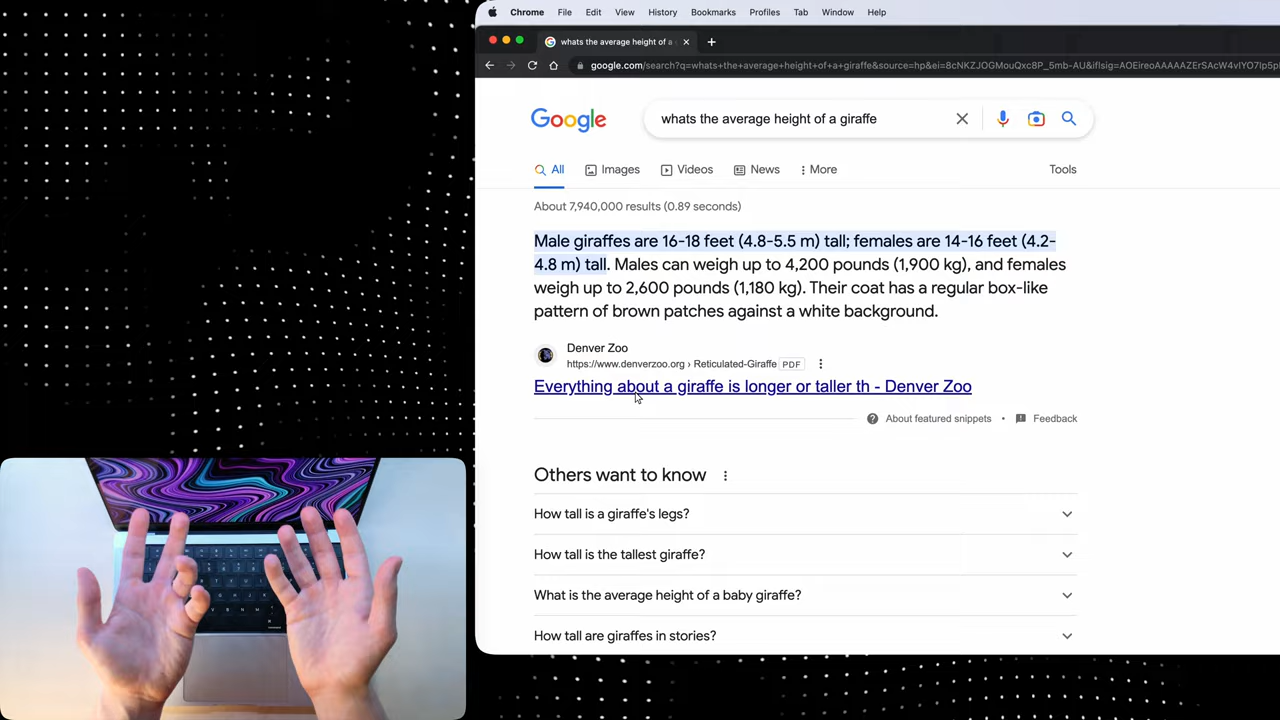 Chrome File Edit View History Bookmarks Profiles Tab Window Help
whats the average height of a
google.com/search?q=whats+the+average+height+of+a+giraffe&source=hp&ei=8cNKZJOGMouQxc8P_5mb-AU&iflsig=AOEireoAAAAAZErSAcW4vIYO7Ip5pl
Google whats the average height of a giraffe
All Images Videos News More Tools
About 7,940,000 results (0.89 seconds)
Male giraffes are 16-18 feet (4.8-5.5 m) tall; females are 14-16 feet (4.2-
4.8 m) tall. Males can weigh up to 4,200 pounds (1,900 kg), and females
weigh up to 2,600 pounds (1,180 kg). Their coat has a regular box-like
pattern of brown patches against a white background.
Denver Zoo
https://www.denverzoo.org › Reticulated-Giraffe PDF
Everything about a giraffe is longer or taller th - Denver Zoo
About featured snippets • Feedback
Others want to know
How tall is a giraffe's legs?
How tall is the tallest giraffe?
What is the average height of a baby giraffe?
How tall are giraffes in stories?